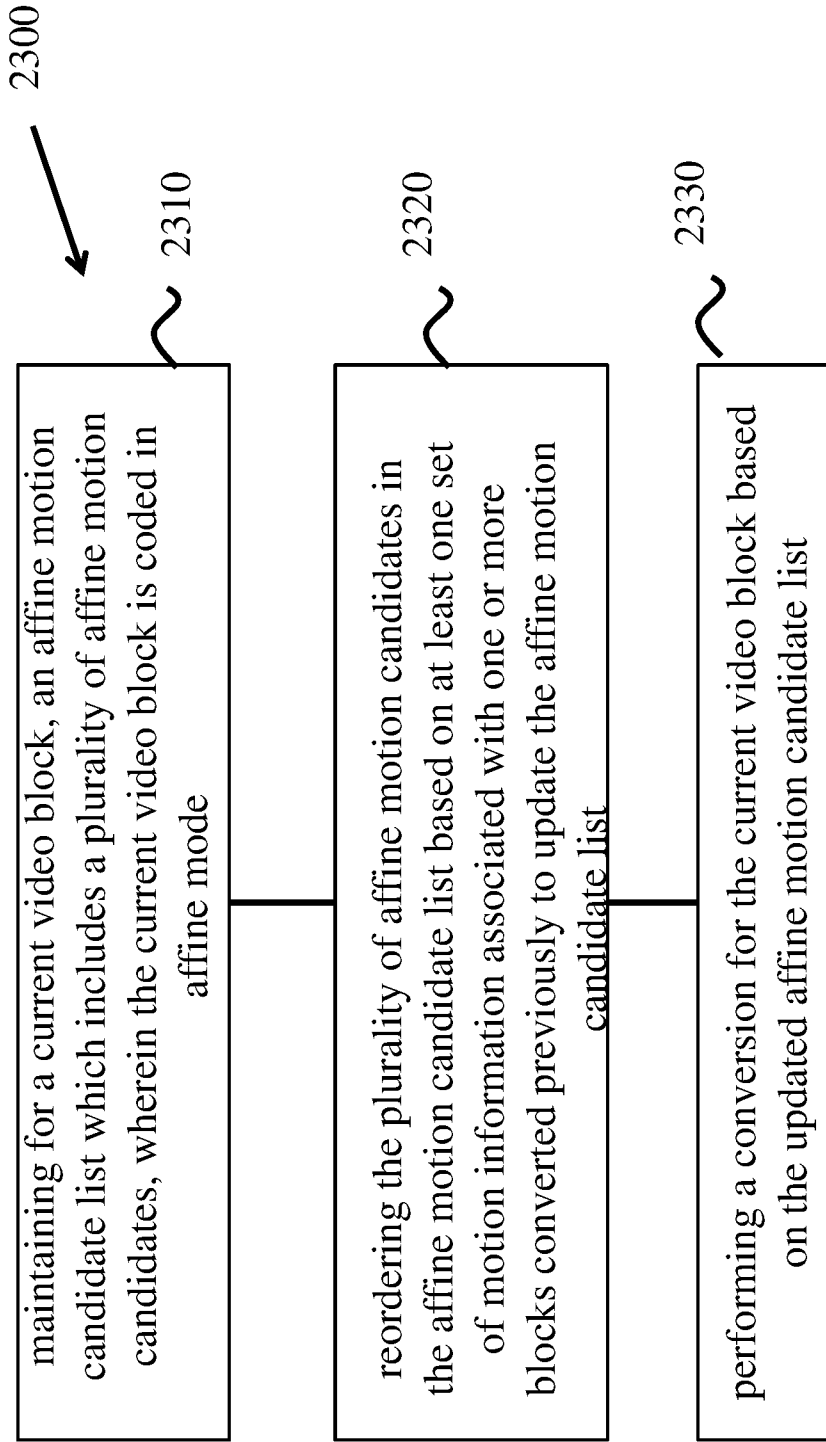 2300
maintaining for a current video block, an affine motion
candidate list which includes a plurality of affine motion
candidates, wherein the current video block is coded in
affine mode
2310
reordering the plurality of affine motion candidates in
the affine motion candidate list based on at least one set
of motion information associated with one or more
blocks converted previously to update the affine motion
candidate list
2320
performing a conversion for the current video block based
on the updated affine motion candidate list
2330